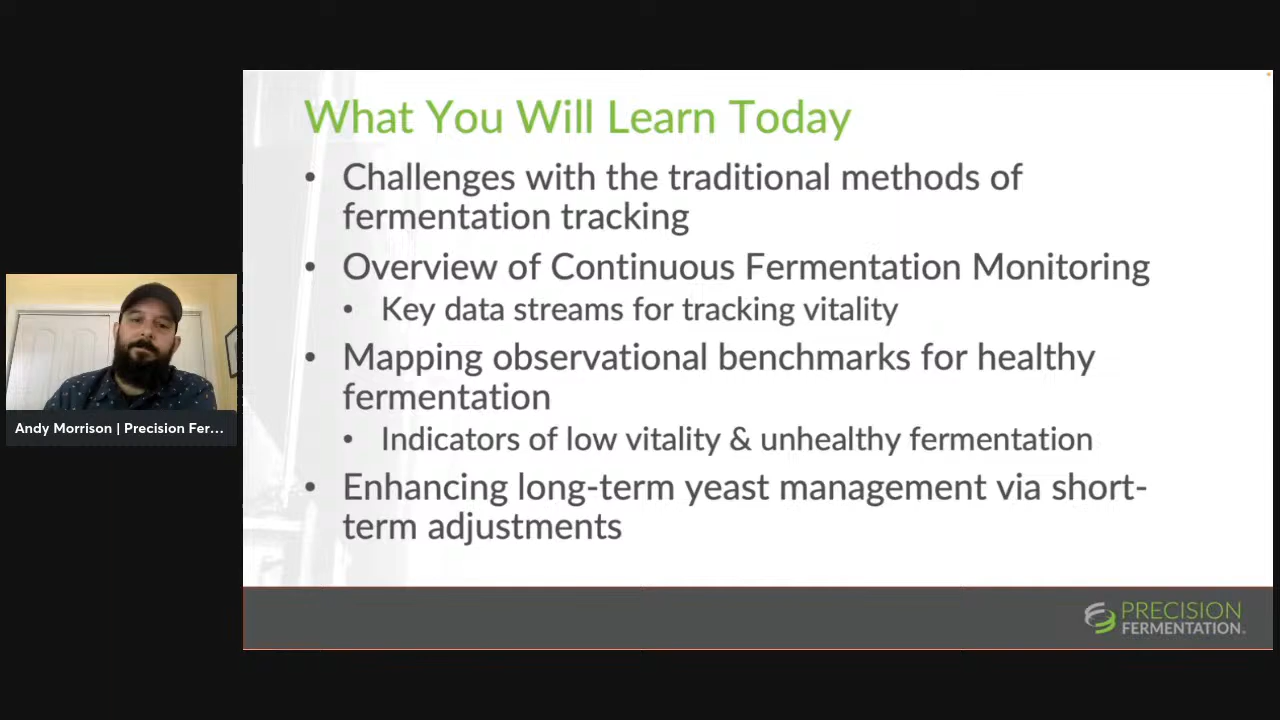 What You Will Learn Today
• Challenges with the traditional methods of
fermentation tracking
• Overview of Continuous Fermentation Monitoring
• Key data streams for tracking vitality
• Mapping observational benchmarks for healthy
fermentation
• Indicators of low vitality & unhealthy fermentation
• Enhancing long-term yeast management via short-
term adjustments
Andy Morrison | Precision Fer...
PRECISION
FERMENTATION